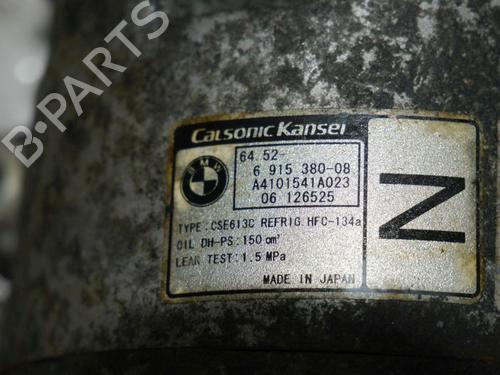 B-PARTS
Calsonic Kansei
BMW
64.52-
6 915 380-08
A4101541A023
06 126525
TYPE : CSE613C REFRIG. HFC-134a
OIL DH-PS : 150 cm³
LEAK TEST : 1.5 MPa
MADE IN JAPAN
N